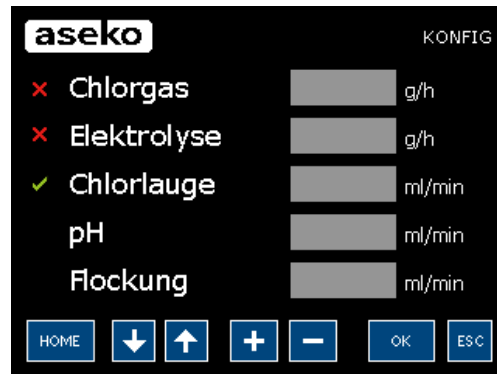 aseko KONFIG
Chlorgas g/h
Elektrolyse g/h
Chlorlauge ml/min
pH ml/min
Flockung ml/min
HOME OK ESC